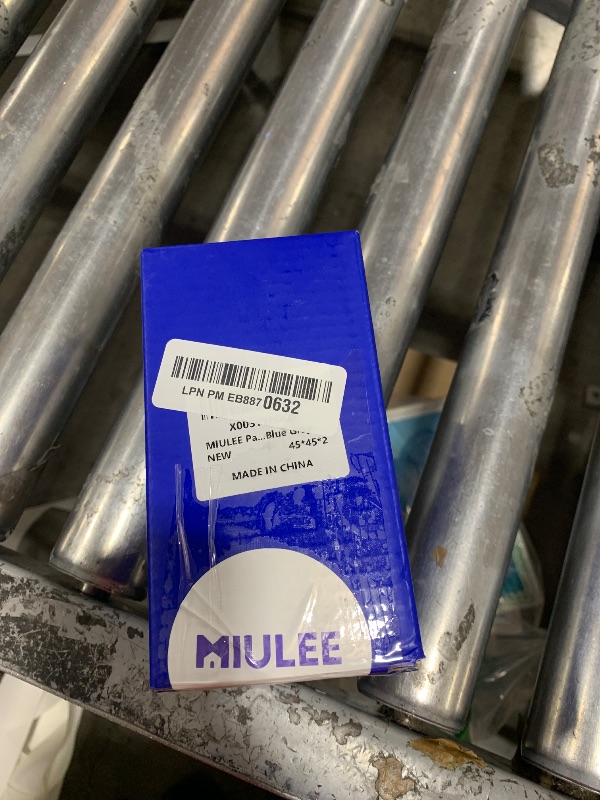 LPN PM EB887 0632
MIULEE Pa...Blue
NEW 45*45*2
MADE IN CHINA
MIULEE